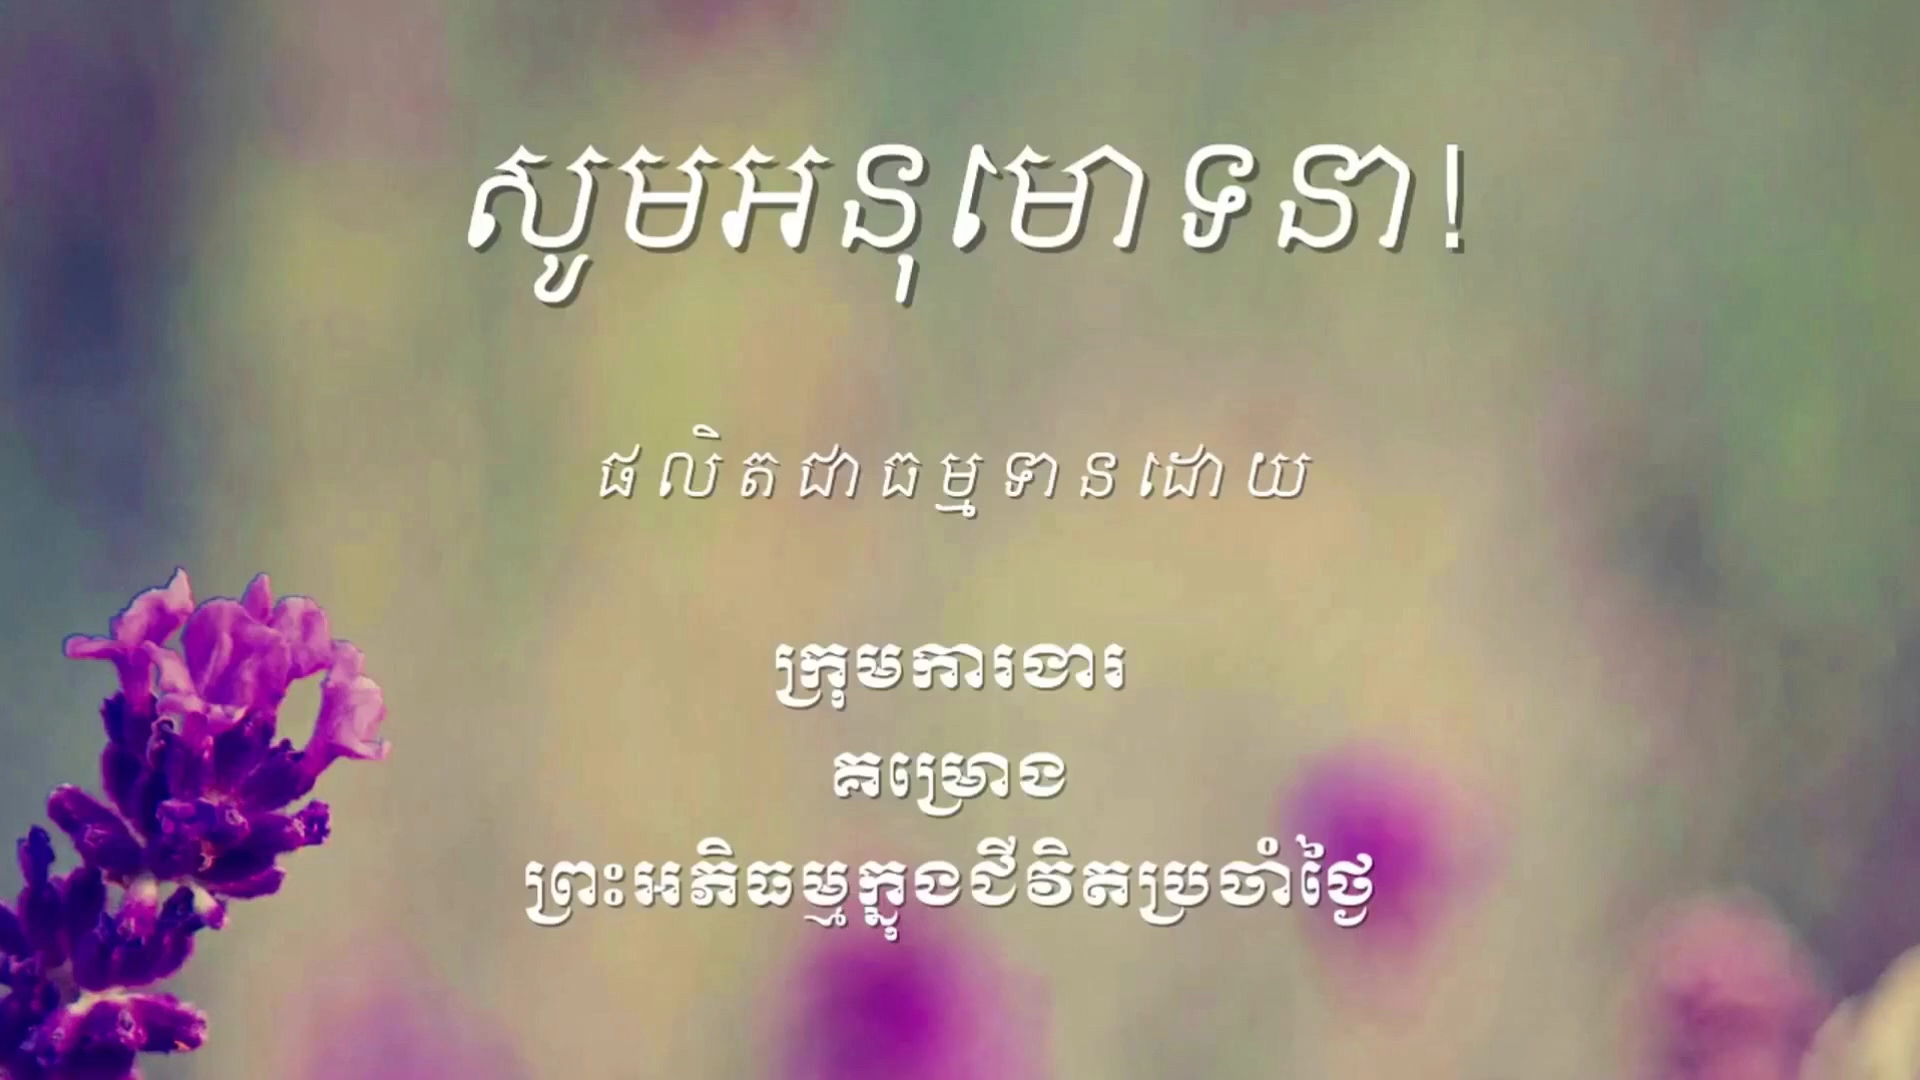 សូមអនុមោទនា!
ផលិតជាធម្មទានដោយ
ក្រុមការងារ
គម្រោង
ព្រះអភិធម្មក្នុងជីវិតប្រចាំថ្ងៃ